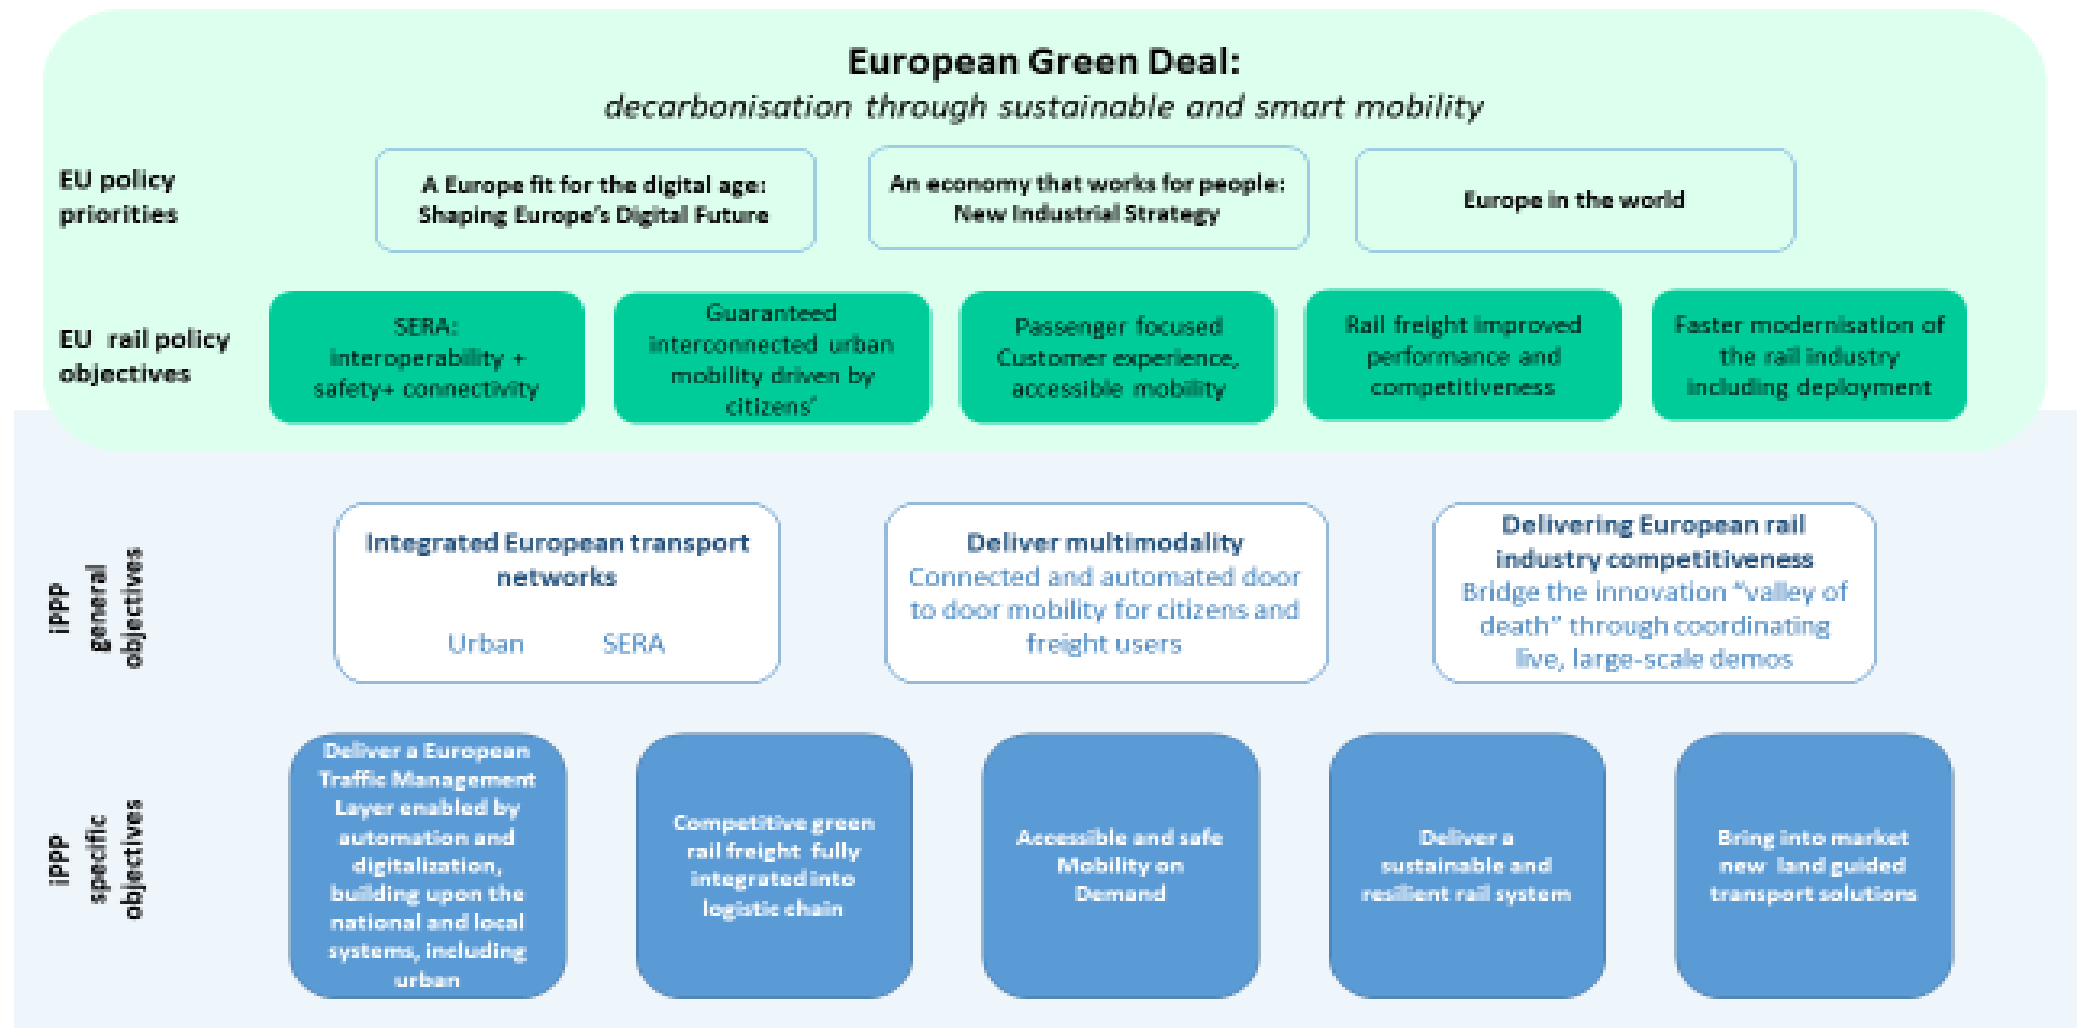 European Green Deal:
decarbonisation through sustainable and smart mobility
EU policy
priorities
A Europe fit for the digital age:
Shaping Europe's Digital Future
An economy that works for people:
New Industrial Strategy
Europe in the world
EU rail policy
objectives
SERA:
interoperability +
safety+ connectivity
Guaranteed
interconnected urban
mobility driven by
citizens'
Passenger focused
Customer experience,
accessible mobility
Rail freight improved
performance and
competitiveness
Faster modernisation of
the rail industry
including deployment
iPPP
general
objectives
Integrated European transport
networks
Urban SERA
Deliver multimodality
Connected and automated door
to door mobility for citizens and
freight users
Delivering European rail
industry competitiveness
Bridge the innovation “valley of
death” through coordinating
live, large-scale demos
iPPP
specific
objectives
Deliver a European
Traffic Management
Layer enabled by
automation and
digitalization,
building upon the
national and local
systems, including
urban
Competitive green
rail freight fully
integrated into
logistic chain
Accessible and safe
Mobility on
Demand
Deliver a
sustainable and
resilient rail system
Bring into market
new land guided
transport solutions